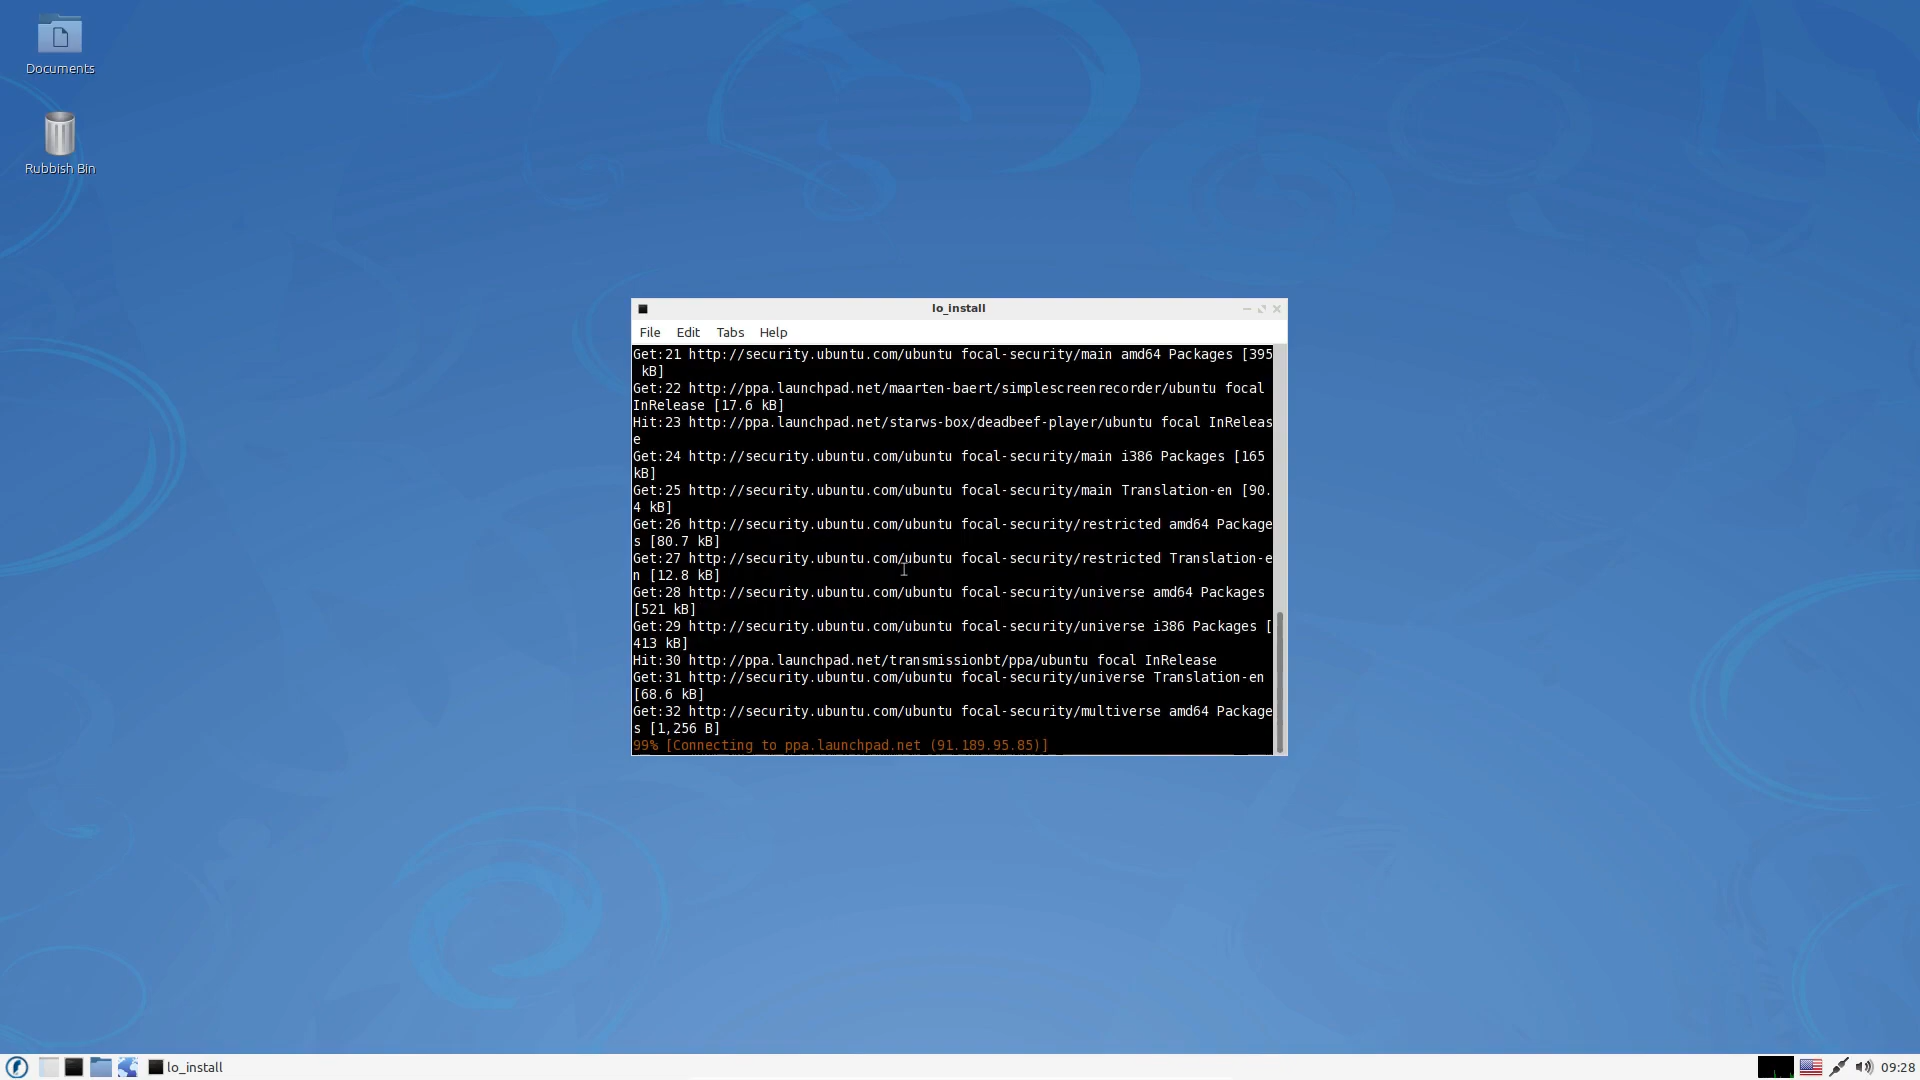 Documents
Rubbish Bin
lo_install
File Edit Tabs Help
Get:21 http://security.ubuntu.com/ubuntu focal-security/main amd64 Packages [395
 kB]
Get:22 http://ppa.launchpad.net/maarten-baert/simplescreenrecorder/ubuntu focal
InRelease [17.6 kB]
Hit:23 http://ppa.launchpad.net/starws-box/deadbeef-player/ubuntu focal InReleas
e
Get:24 http://security.ubuntu.com/ubuntu focal-security/main i386 Packages [165
kB]
Get:25 http://security.ubuntu.com/ubuntu focal-security/main Translation-en [90.
4 kB]
Get:26 http://security.ubuntu.com/ubuntu focal-security/restricted amd64 Package
s [80.7 kB]
Get:27 http://security.ubuntu.com/ubuntu focal-security/restricted Translation-e
n [12.8 kB]
Get:28 http://security.ubuntu.com/ubuntu focal-security/universe amd64 Packages
[521 kB]
Get:29 http://security.ubuntu.com/ubuntu focal-security/universe i386 Packages [
413 kB]
Hit:30 http://ppa.launchpad.net/transmissionbt/ppa/ubuntu focal InRelease
Get:31 http://security.ubuntu.com/ubuntu focal-security/universe Translation-en
[68.6 kB]
Get:32 http://security.ubuntu.com/ubuntu focal-security/multiverse amd64 Package
s [1,256 B]
99% [Connecting to ppa.launchpad.net (91.189.95.85)]
lo_install
09:28